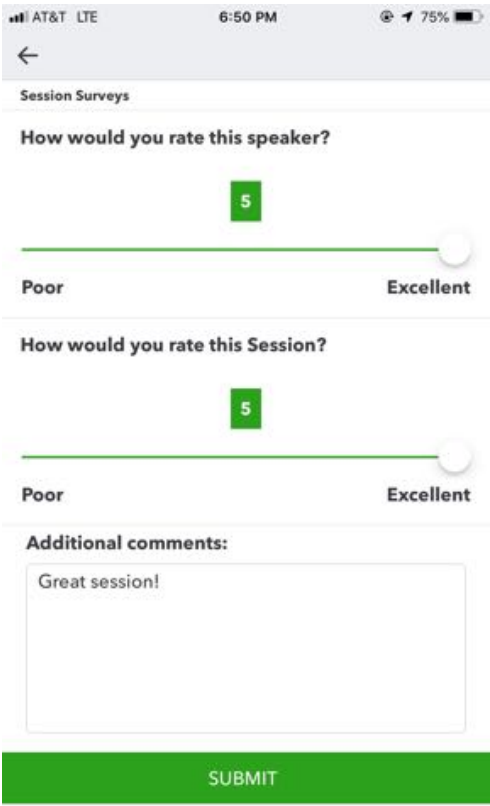 AT&T LTE 6:50 PM 75%
Session Surveys
How would you rate this speaker?
5
Poor Excellent
How would you rate this Session?
5
Poor Excellent
Additional comments:
Great session!
SUBMIT